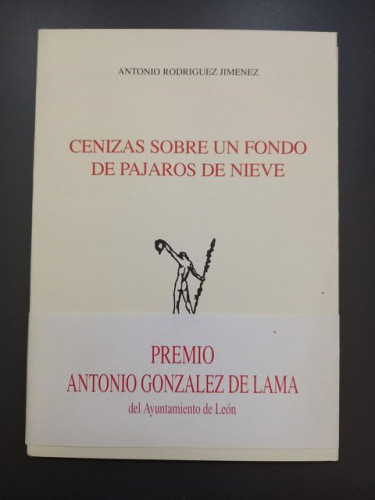 ANTONIO RODRIGUEZ JIMENEZ
CENIZAS SOBRE UN FONDO
DE PAJAROS DE NIEVE
PREMIO
ANTONIO GONZALEZ DE LAMA
del Ayuntamiento de León